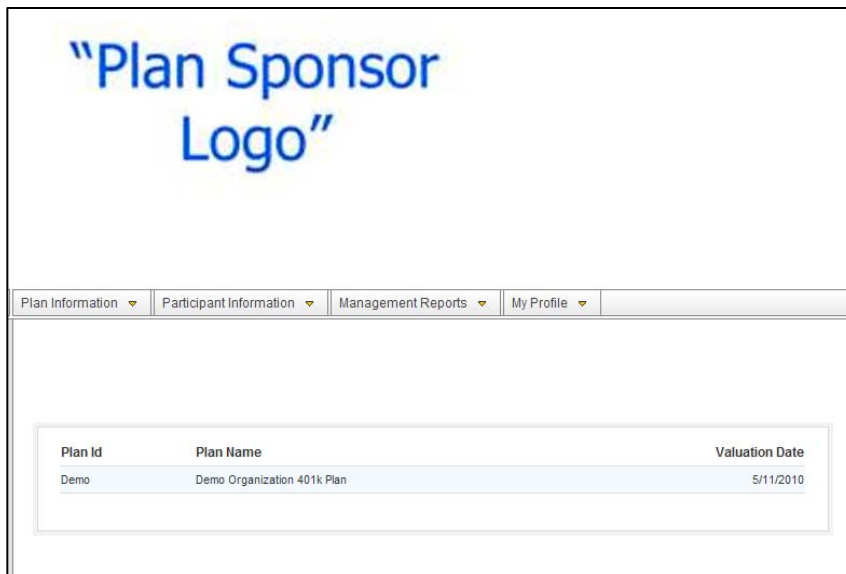 “Plan Sponsor
Logo”
Plan Information Participant Information Management Reports My Profile
Plan Id Plan Name Valuation Date
Demo Demo Organization 401k Plan 5/11/2010